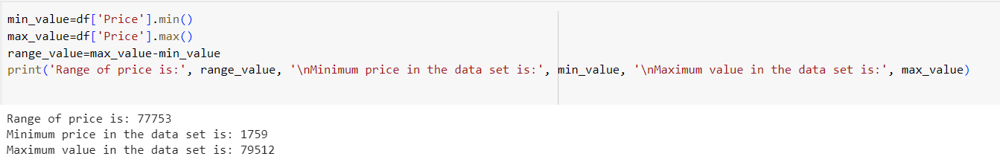 min_value=df['Price'].min()
max_value=df['Price'].max()
range_value=max_value-min_value
print('Range of price is:', range_value, '\nMinimum price in the data set is:', min_value, '\nMaximum value in the data set is:', max_value)
Range of price is: 77753
Minimum price in the data set is: 1759
Maximum value in the data set is: 79512